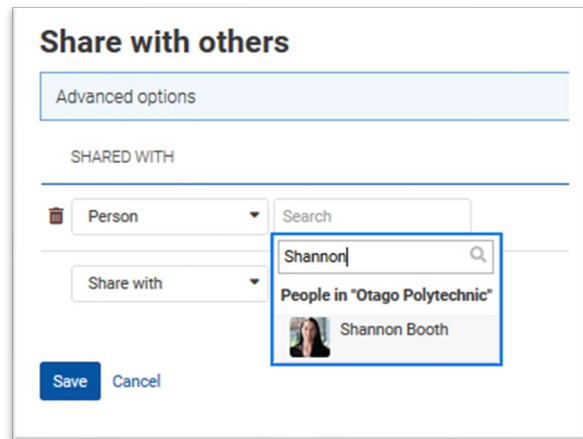 Share with others
Advanced options
SHARED WITH
Person Search
Shannon
Share with
People in "Otago Polytechnic"
Shannon Booth
Save Cancel